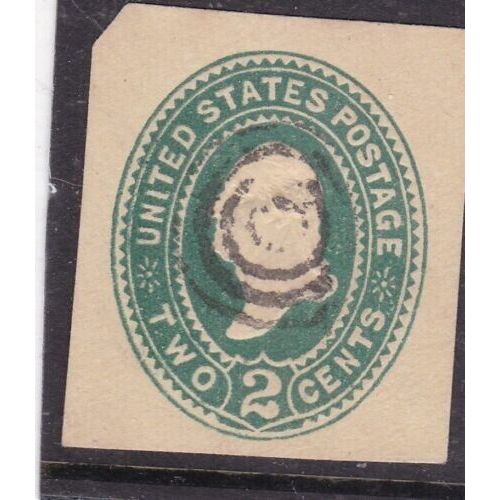 UNITED STATES POSTAGE
TWO 2 CENTS